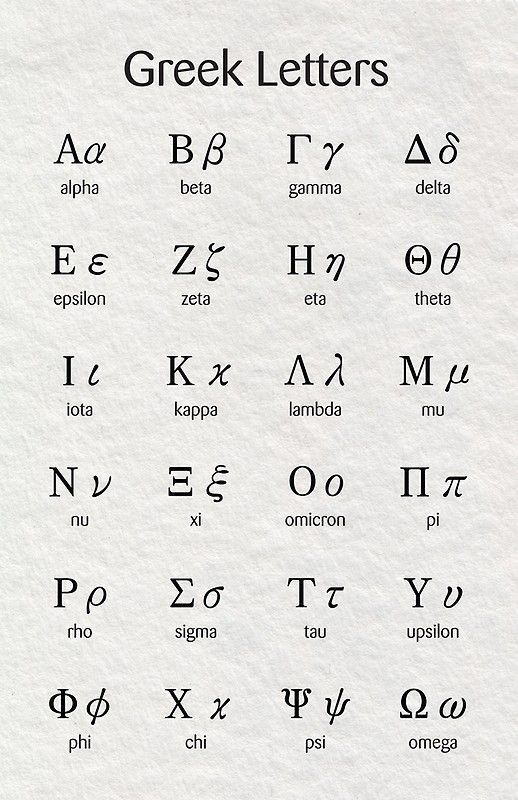 Greek Letters
Α α Β β Γ γ Δ δ
alpha beta gamma delta
Ε ε Ζ ζ Η η Θ θ
epsilon zeta eta theta
Ι ι Κ ϰ Λ λ Μ μ
iota kappa lambda mu
Ν ν Ξ ξ Ο ο Π π
nu xi omicron pi
Ρ ρ Σ σ Τ τ Υ υ
rho sigma tau upsilon
Φ ϕ Χ χ Ψ ψ Ω ω
phi chi psi omega